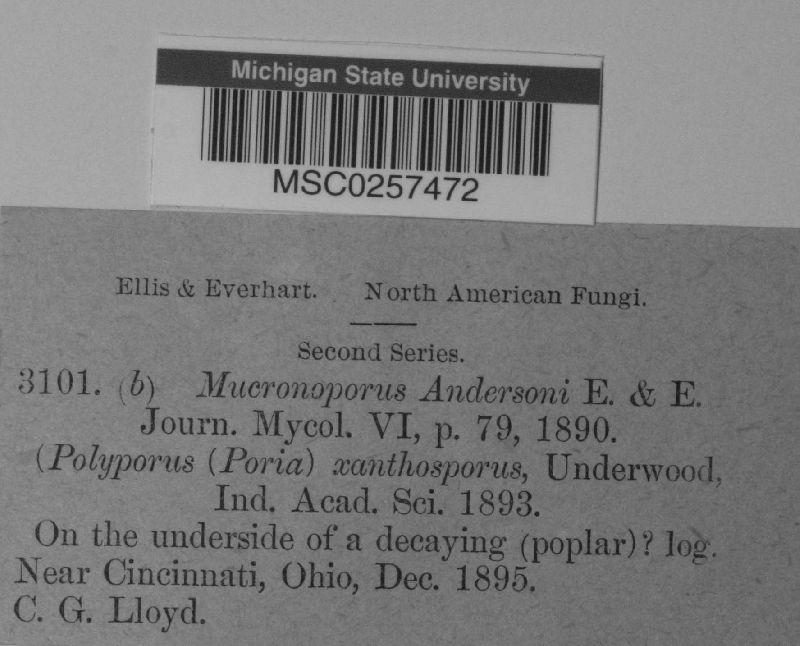 Michigan State University
MSC0257472
Ellis & Everhart. North American Fungi.
Second Series.
3101. (b) Mucronoporus Andersoni E. & E.
Journ. Mycol. VI, p. 79, 1890.
(Polyporus (Poria) xanthosporus, Underwood,
Ind. Acad. Sci. 1893.
On the underside of a decaying (poplar)? log.
Near Cincinnati, Ohio, Dec. 1895.
C. G. Lloyd.